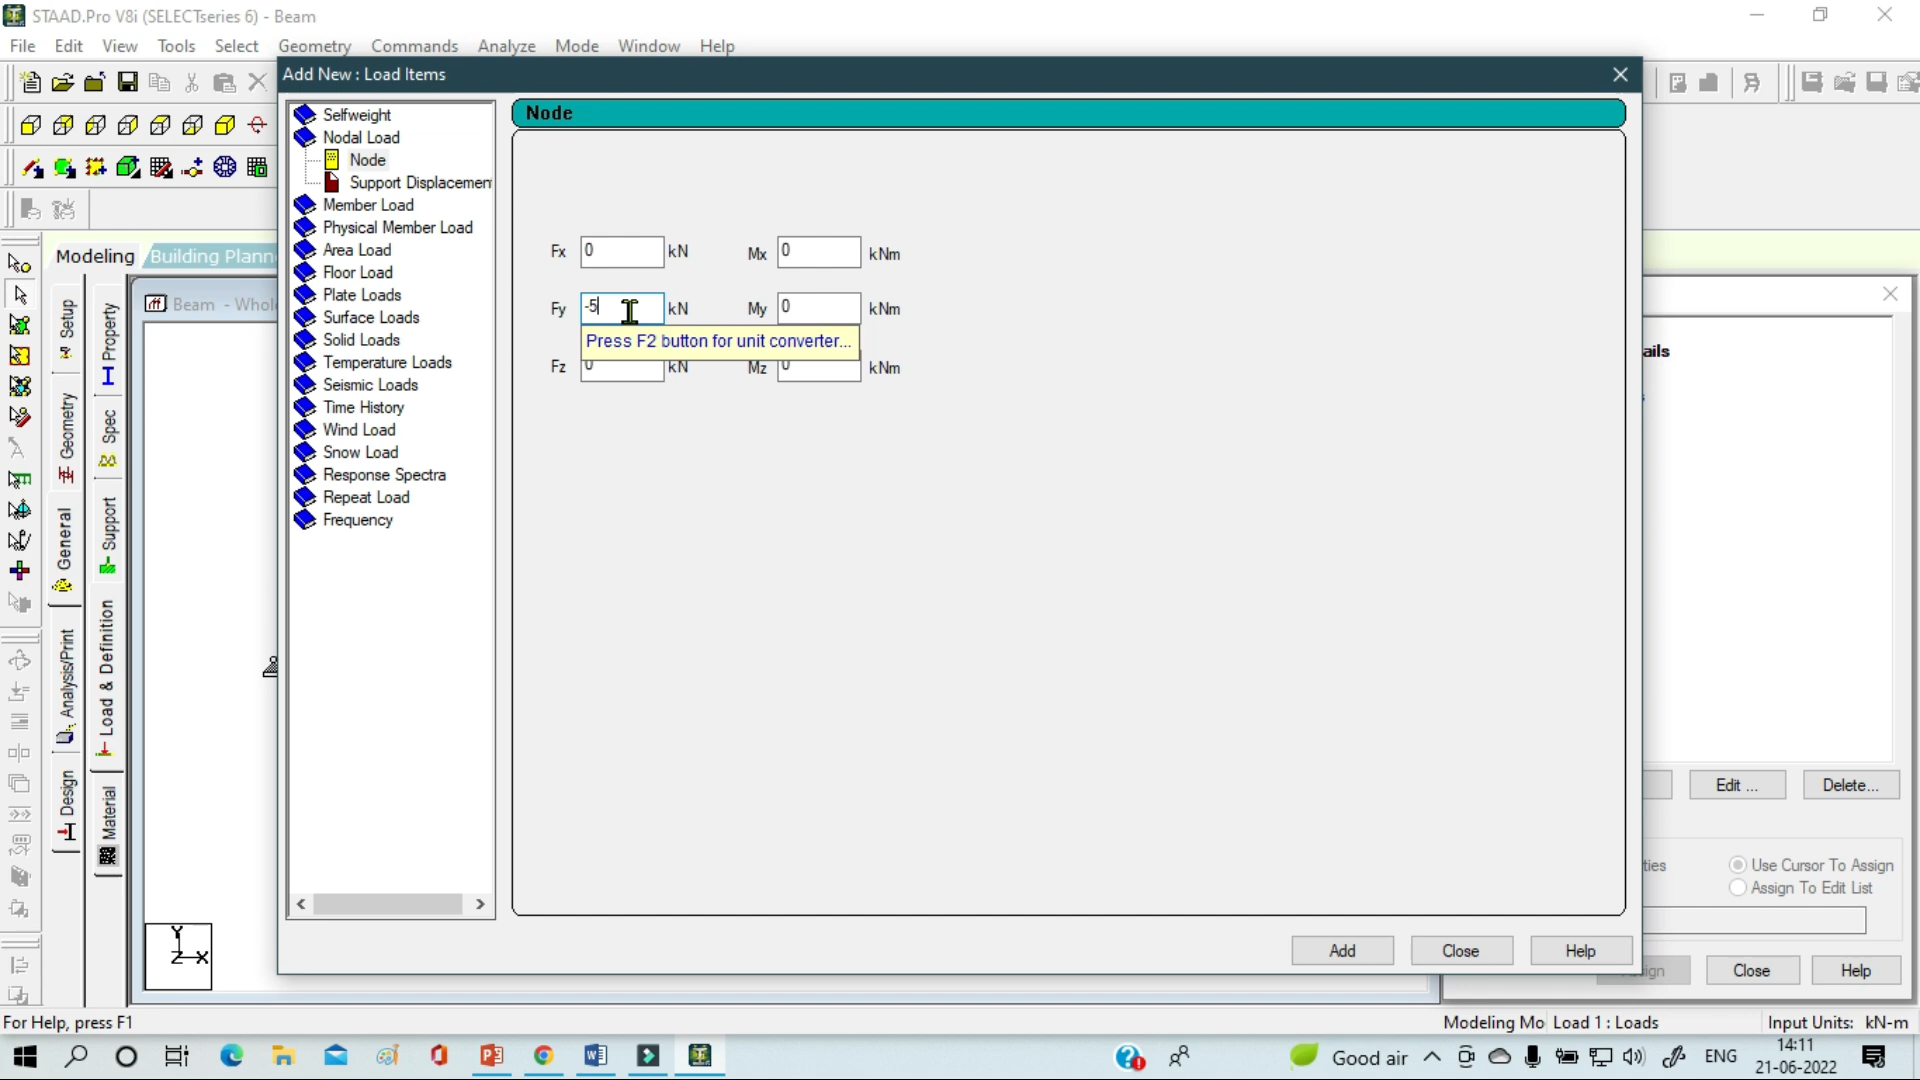 STAAD.Pro V8i (SELECTseries 6) - Beam
File Edit View Tools Select Geometry Commands Analyze Mode Window Help
Add New : Load Items
Selfweight
Nodal Load
Node
Support Displacemen
Member Load
Physical Member Load
Area Load
Floor Load
Plate Loads
Surface Loads
Solid Loads
Temperature Loads
Seismic Loads
Time History
Wind Load
Snow Load
Response Spectra
Repeat Load
Frequency
Node
Fx 0 kN Mx 0 kNm
Fy -5 kN My 0 kNm
Press F2 button for unit converter...
Fz 0 kN Mz 0 kNm
Add Close Help
Modeling Building Plann
Beam - Whol
Setup
Geometry
General
Analysis/Print
Design
Property
Spec
Support
Load & Definition
Material
Y
Z X
ails
Edit ... Delete...
ties Use Cursor To Assign
Assign To Edit List
ign Close Help
For Help, press F1
Modeling Mo Load 1 : Loads Input Units: kN-m
Good air ENG 14:11
21-06-2022